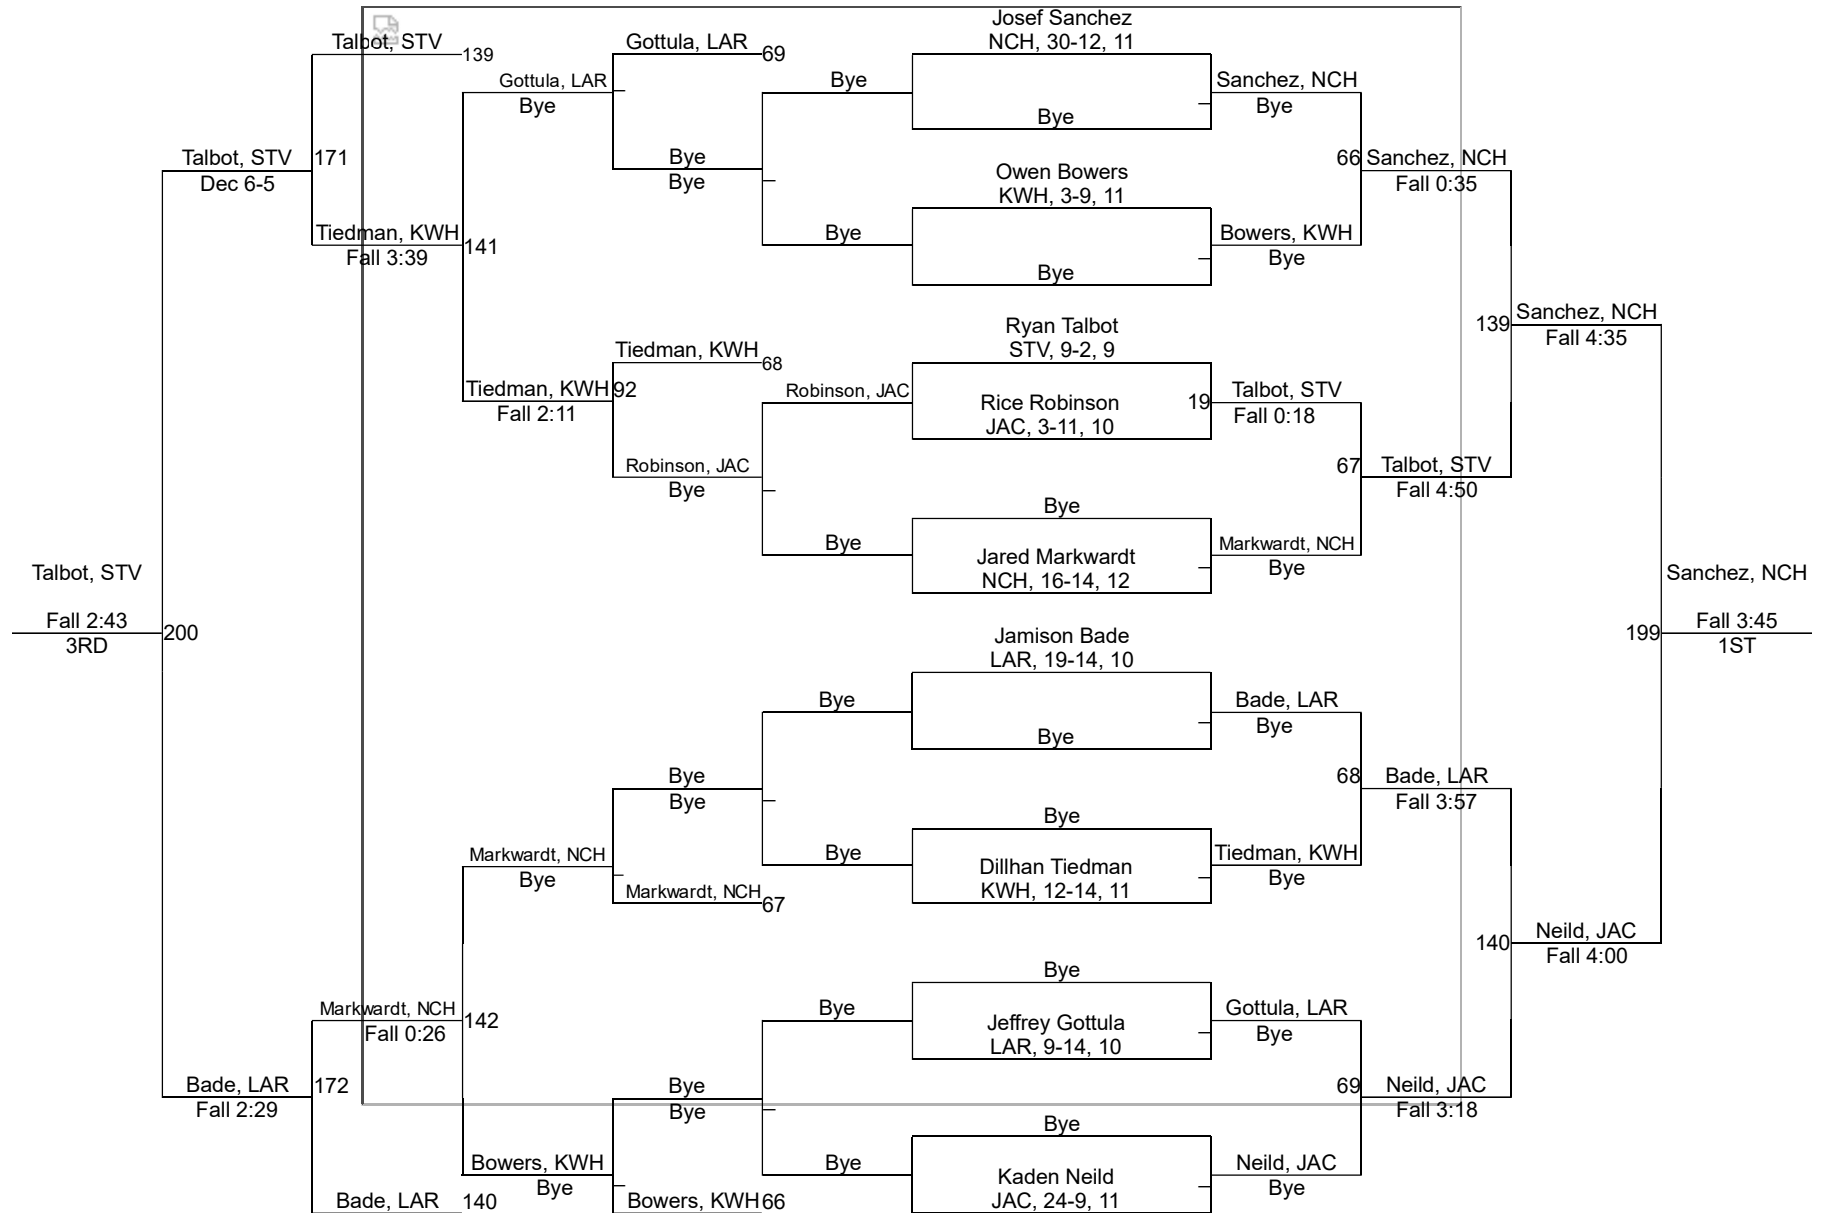 Josef Sanchez
Talbot, STV
139
Gottula, LAR
69
NCH, 30-12, 11
Gottula, LAR
Bye
Bye
Sanchez, NCH
Bye
Bye
Talbot, STV
171
Dec 6-5
Bye
Bye
Owen Bowers
KWH, 3-9, 11
66
Sanchez, NCH
Fall 0:35
Tiedman, KWH
141
Fall 3:39
Bye
Bye
Bowers, KWH
Bye
Ryan Talbot
STV, 9-2, 9
139
Sanchez, NCH
Fall 4:35
Tiedman, KWH
68
Tiedman, KWH
92
Fall 2:11
Robinson, JAC
Rice Robinson
JAC, 3-11, 10
19
Talbot, STV
Fall 0:18
Robinson, JAC
Bye
67
Talbot, STV
Fall 4:50
Bye
Bye
Jared Markwardt
NCH, 16-14, 12
Markwardt, NCH
Bye
Talbot, STV
Fall 2:43
3RD
200
Sanchez, NCH
199
Fall 3:45
1ST
Jamison Bade
LAR, 19-14, 10
Bye
Bye
Bade, LAR
Bye
Bye
Bye
68
Bade, LAR
Fall 3:57
Markwardt, NCH
Bye
Markwardt, NCH
67
Bye
Bye
Dillhan Tiedman
KWH, 12-14, 11
Tiedman, KWH
Bye
140
Neild, JAC
Fall 4:00
Markwardt, NCH
142
Fall 0:26
Bye
Bye
Jeffrey Gottula
LAR, 9-14, 10
Gottula, LAR
Bye
Bade, LAR
172
Fall 2:29
Bye
Bye
69
Neild, JAC
Fall 3:18
Bowers, KWH
Bye
Bye
Bye
Kaden Neild
JAC, 24-9, 11
Neild, JAC
Bye
Bade, LAR
140
Bowers, KWH
66